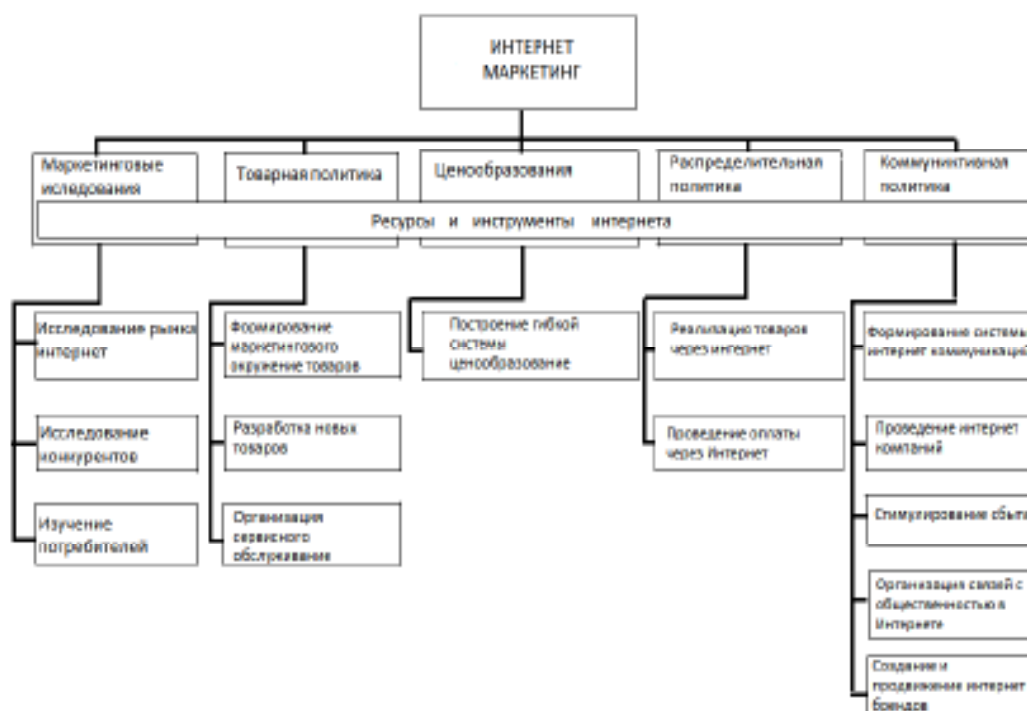 ИНТЕРНЕТ
МАРКЕТИНГ
Маркетинговые
иследования
Товарная политика
Ценообразования
Распределительная
политика
Коммуниктивная
политика
Ресурсы и инструменты интернета
Исследование рынка
интернет
Исследование
конкурентов
Изучение
потребителей
Формирование
маркетингового
окружение товаров
Разработка новых
товаров
Организация
сервисного
обслуживание
Построение гибкой
системы
ценообразование
Реализацию товаров
через интернет
Проведение оплаты
через Интернет
Формирование системы
интернет коммуникаций
Проведение интернет
компаний
Стимулирование сбыта
Организация связей с
общественностью в
Интернете
Создание и
продвижение интернет
брендов